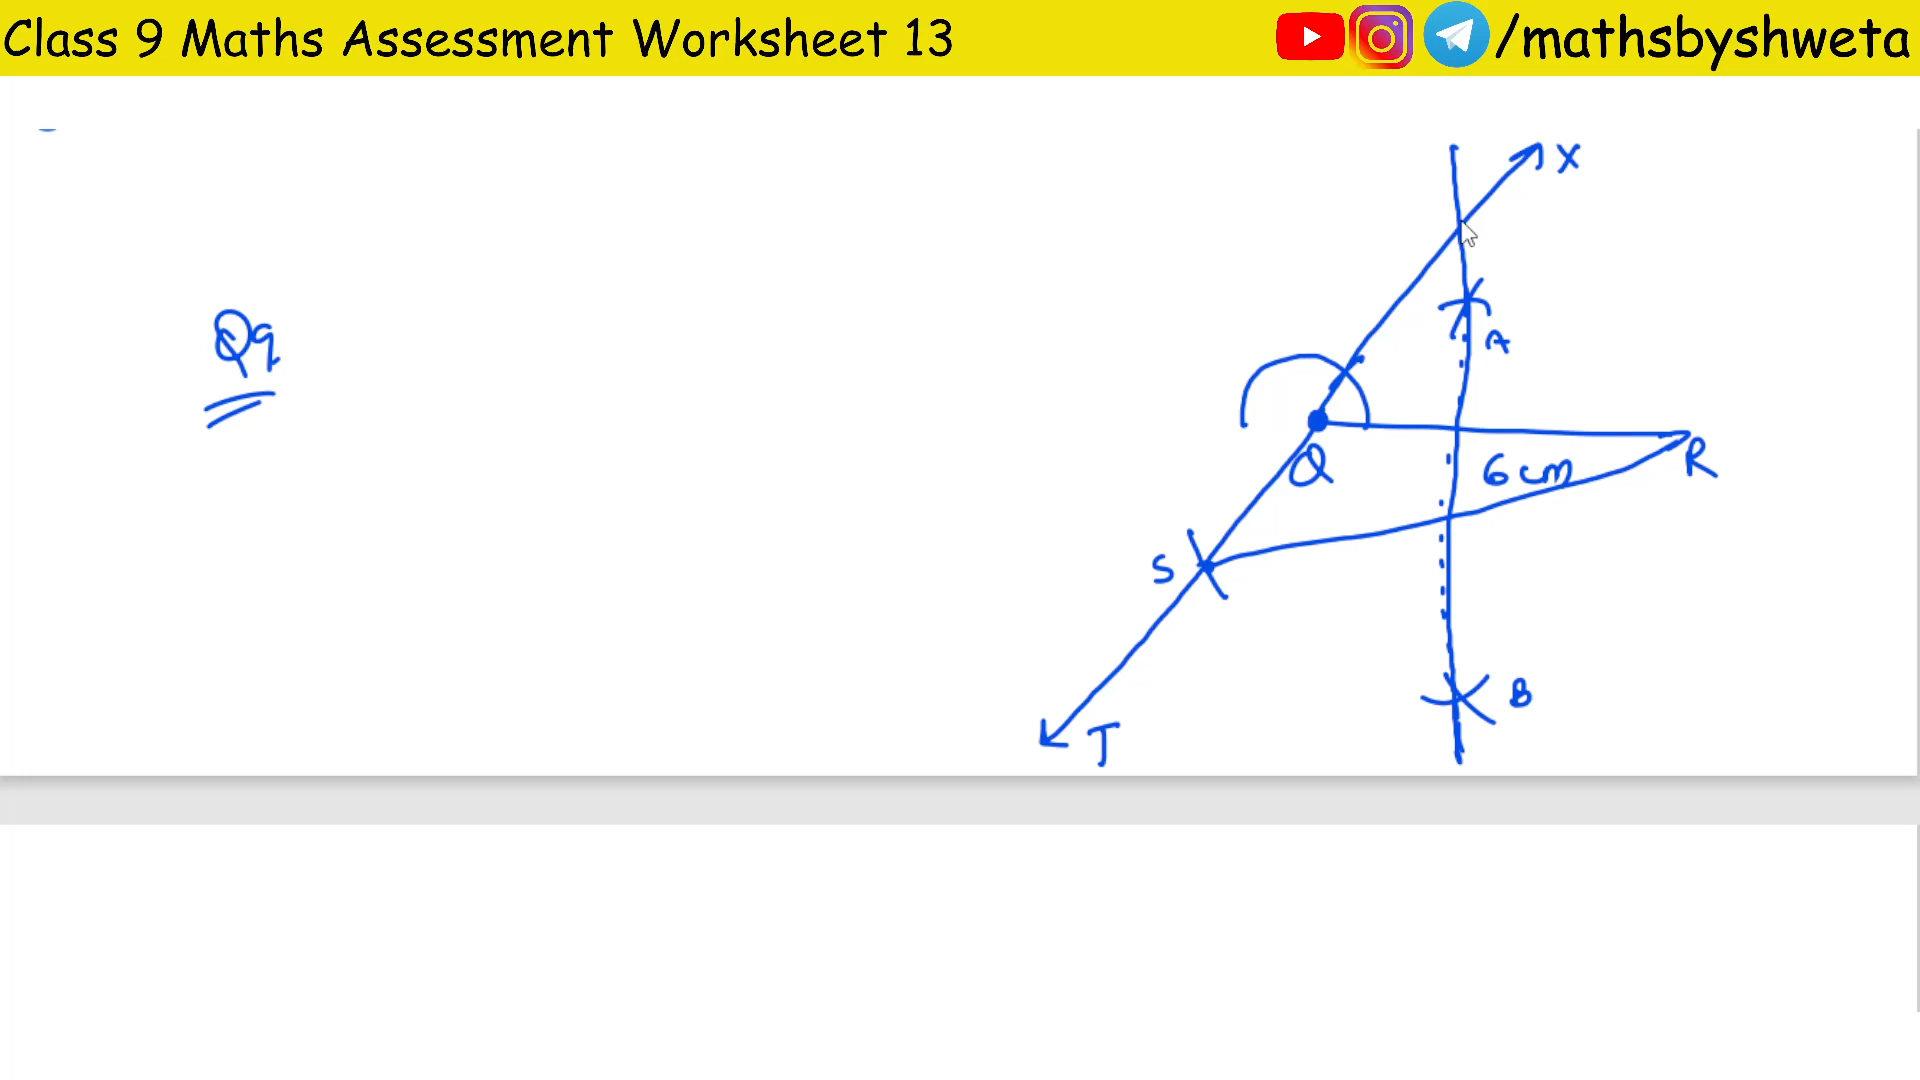 Class 9 Maths Assessment Worksheet 13
/mathsbyshweta
X
Q9
A
Q
6 cm
R
S
B
T